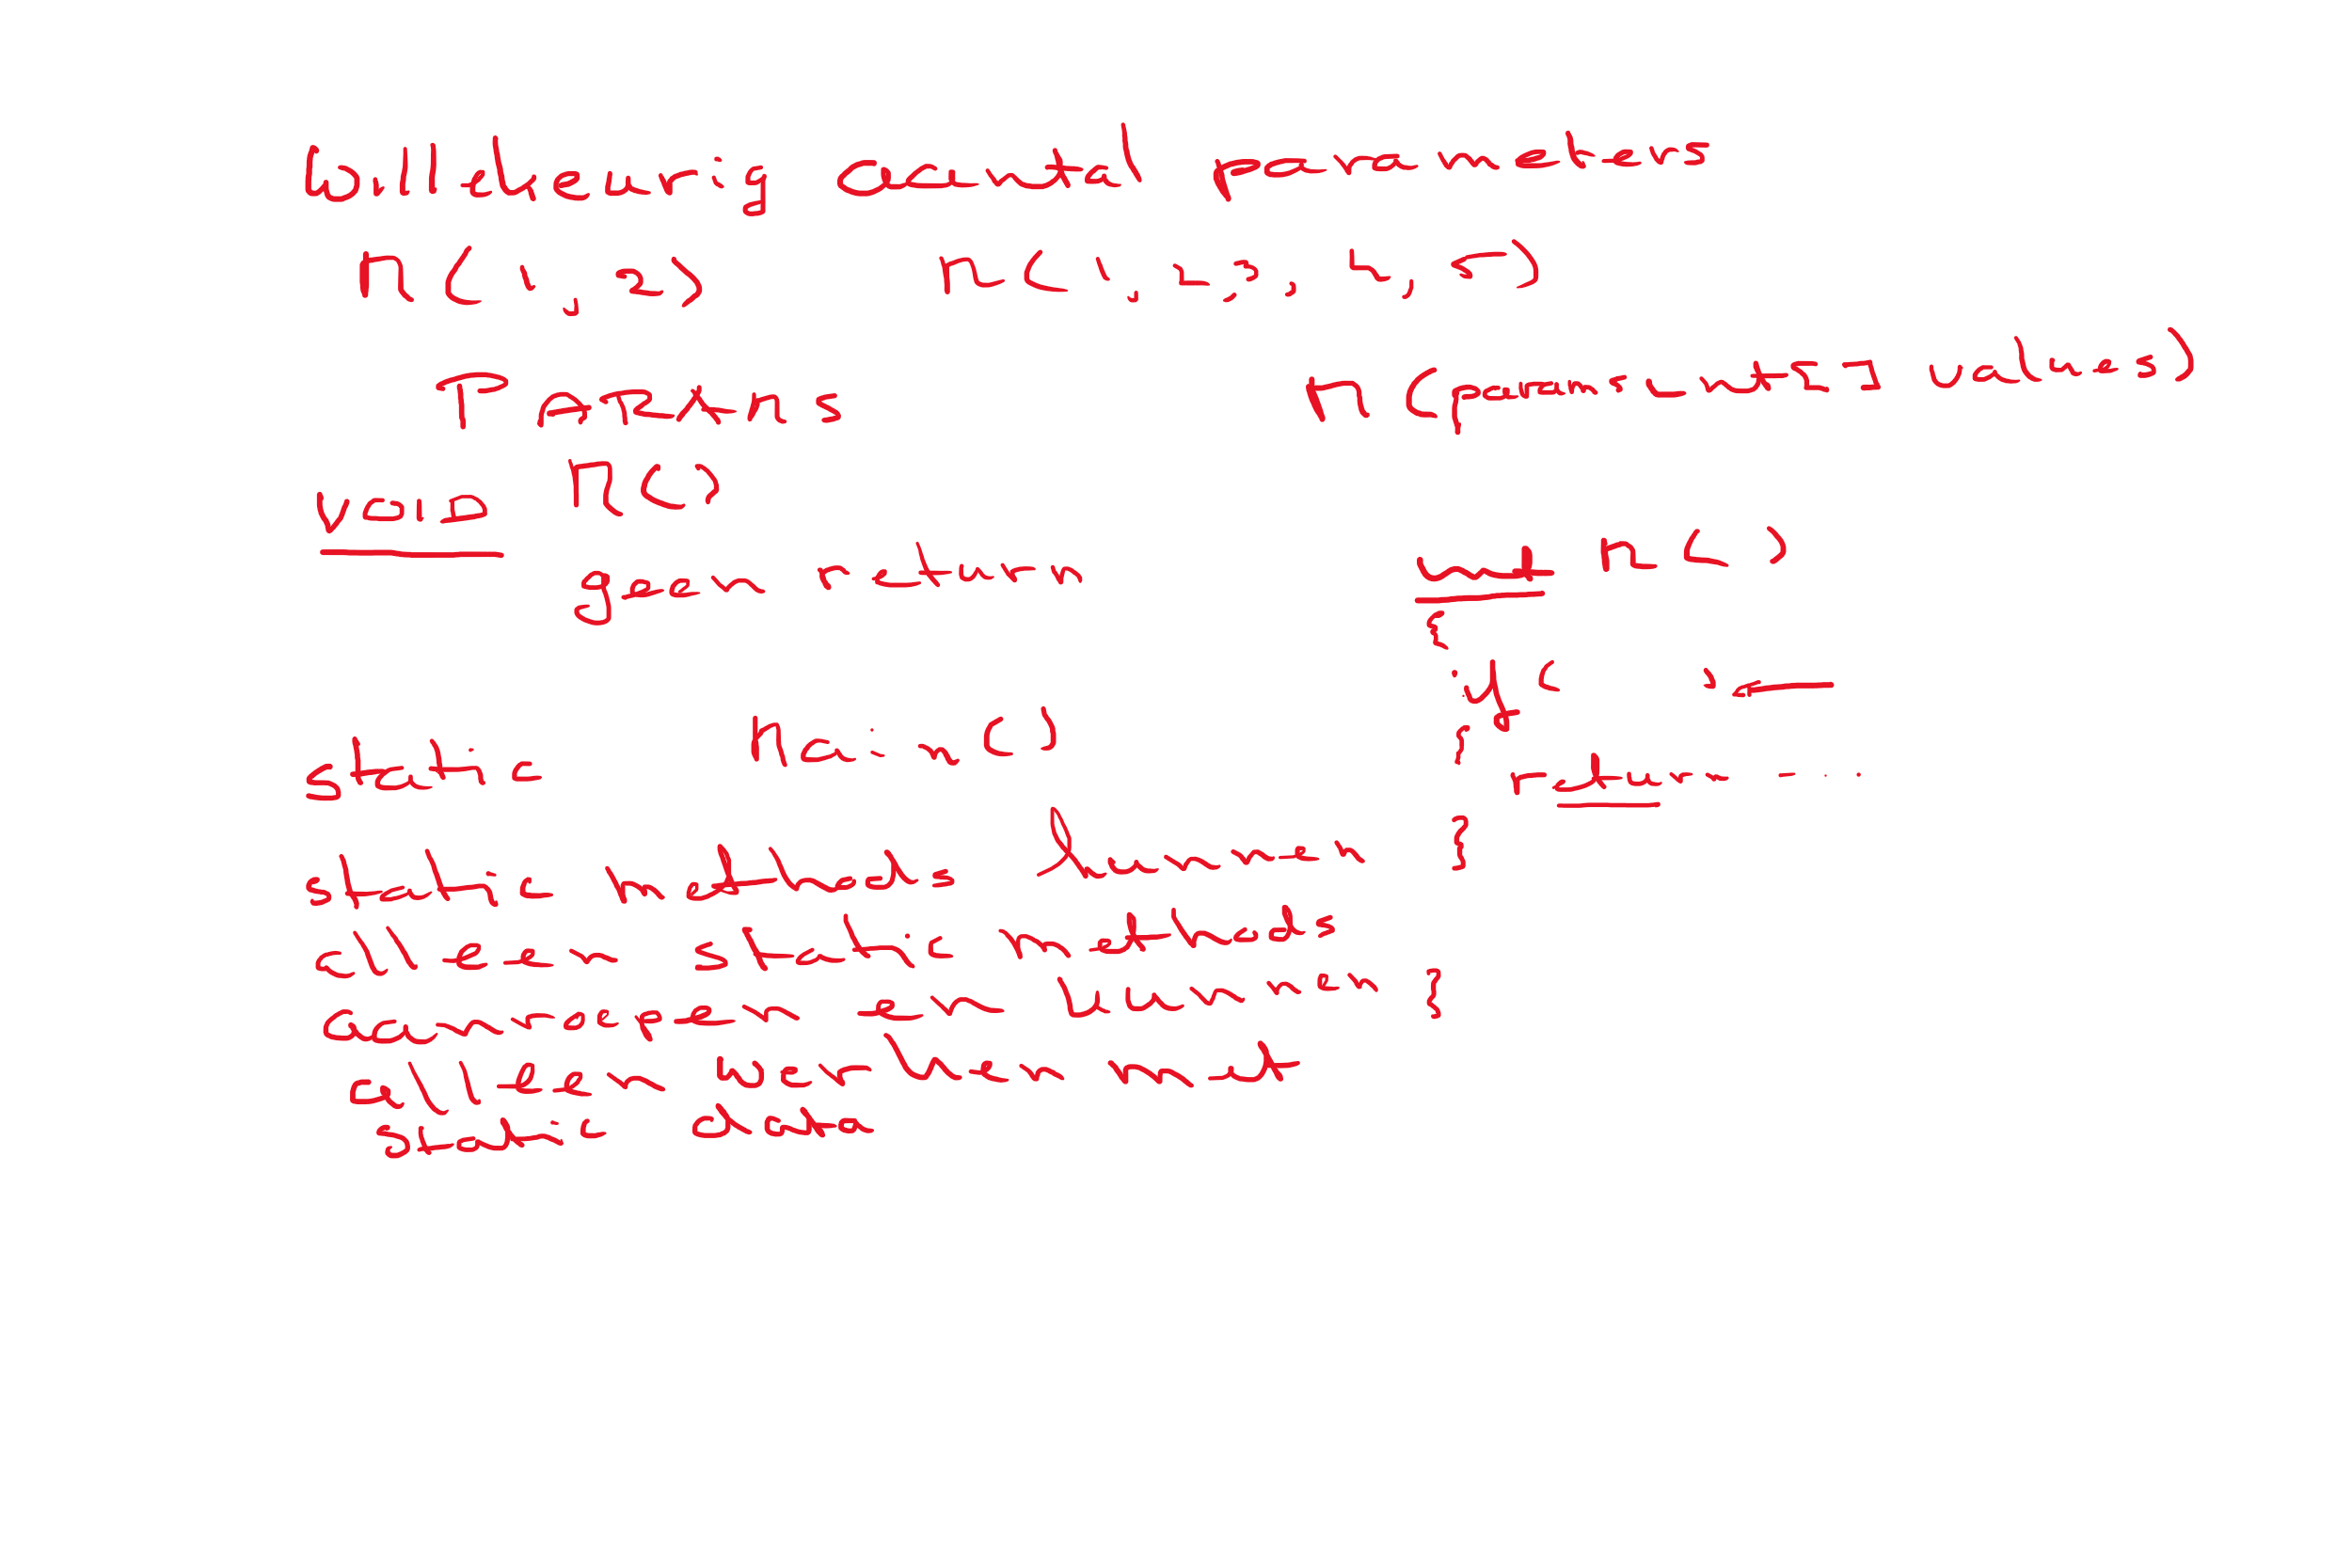 Willekeurig aantal parameters
M(1, 2) M(1, 2, 3, 4, 5)
PARAMS M(params int[] values)
VOID M()
geen return
int M()
{
if( )
{
return ...
}
}
static Main()
static methods kunnen
alleen static methods
aanroepen en kunnen
alleen werken met
static data